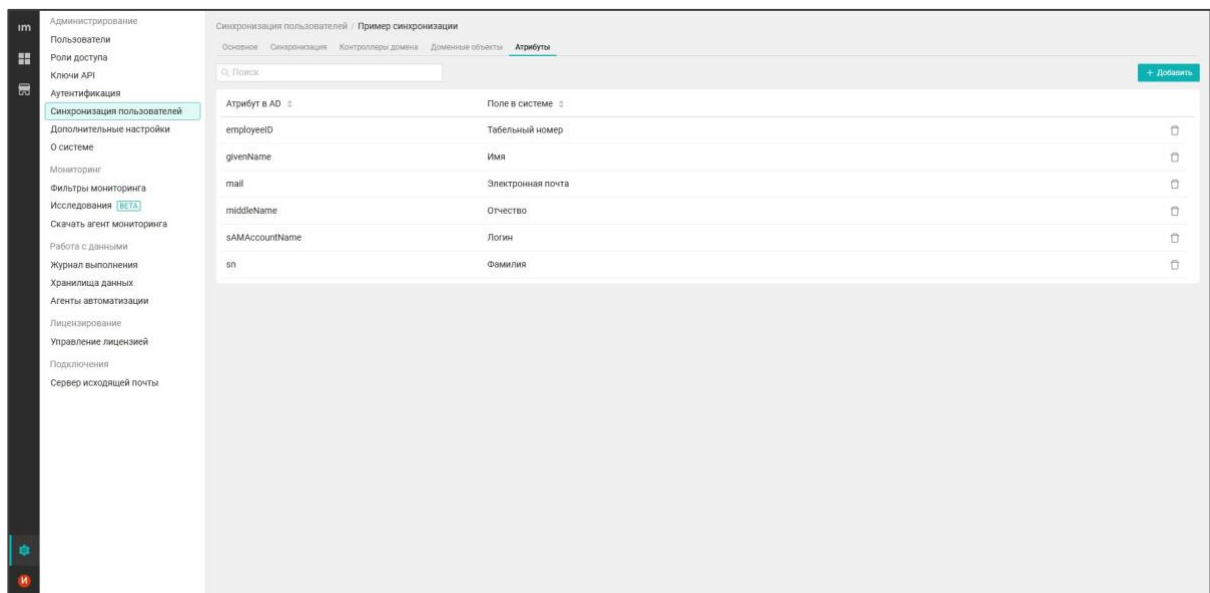 im
Администрирование
Пользователи
Роли доступа
Ключи API
Аутентификация
Синхронизация пользователей
Дополнительные настройки
О системе
Мониторинг
Фильтры мониторинга
Исследования BETA
Скачать агент мониторинга
Работа с данными
Журнал выполнения
Хранилища данных
Агенты автоматизации
Лицензирование
Управление лицензией
Подключения
Сервер исходящей почты
И
Синхронизация пользователей / Пример синхронизации
Основное Синхронизация Контроллеры домена Доменные объекты Атрибуты
Поиск
+ Добавить
Атрибут в AD Поле в системе
employeeID Табельный номер
givenName Имя
mail Электронная почта
middleName Отчество
sAMAccountName Логин
sn Фамилия